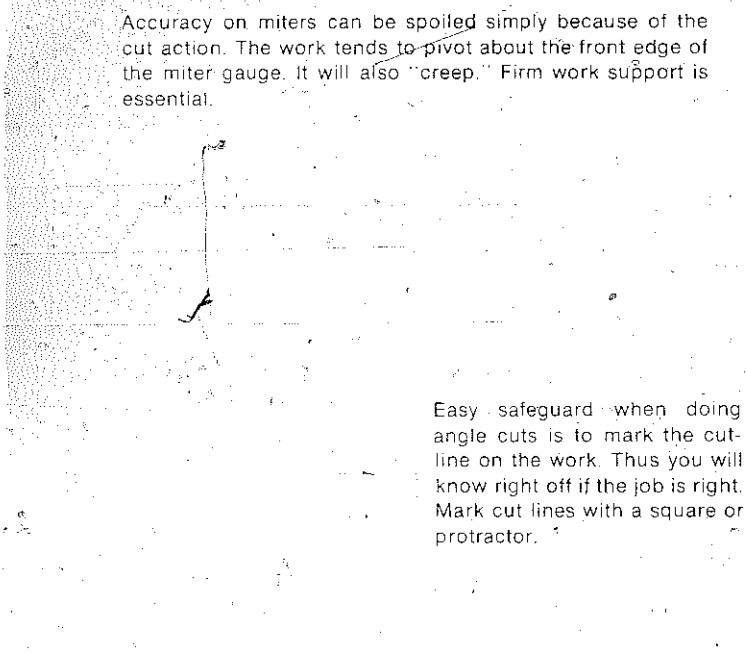 Accuracy on miters can be spoiled simply because of the
cut action. The work tends to pivot about the front edge of
the miter gauge. It will also "creep." Firm work support is
essential.
Easy safeguard when doing
angle cuts is to mark the cut-
line on the work. Thus you will
know right off if the job is right.
Mark cut lines with a square or
protractor.